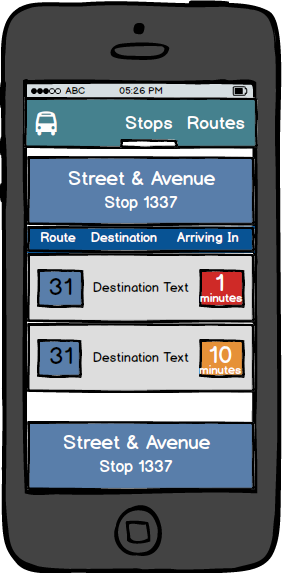 ABC 05:26 PM
Stops Routes
Street & Avenue
Stop 1337
Route Destination Arriving In
31 Destination Text 1 minutes
31 Destination Text 10 minutes
Street & Avenue
Stop 1337